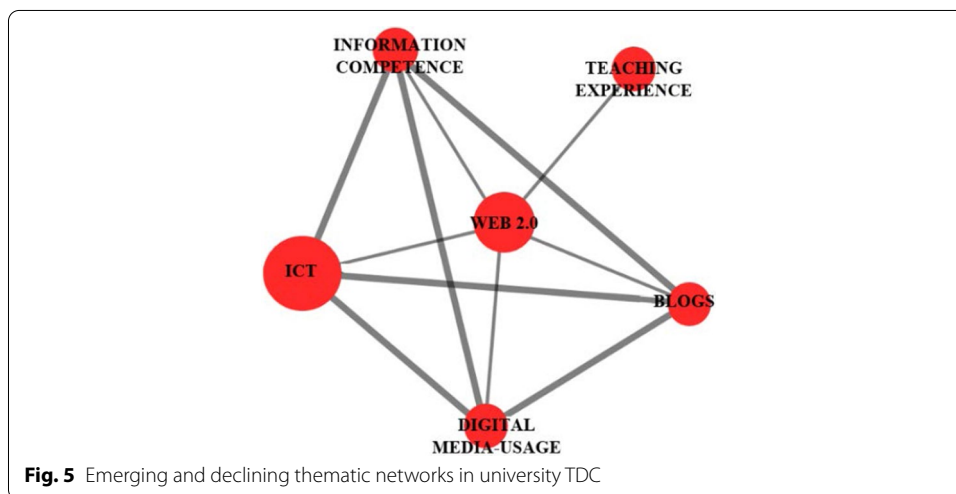 INFORMATION
COMPETENCE
TEACHING
EXPERIENCE
WEB 2.0
ICT
BLOGS
DIGITAL
MEDIA-USAGE
Fig. 5 Emerging and declining thematic networks in university TDC